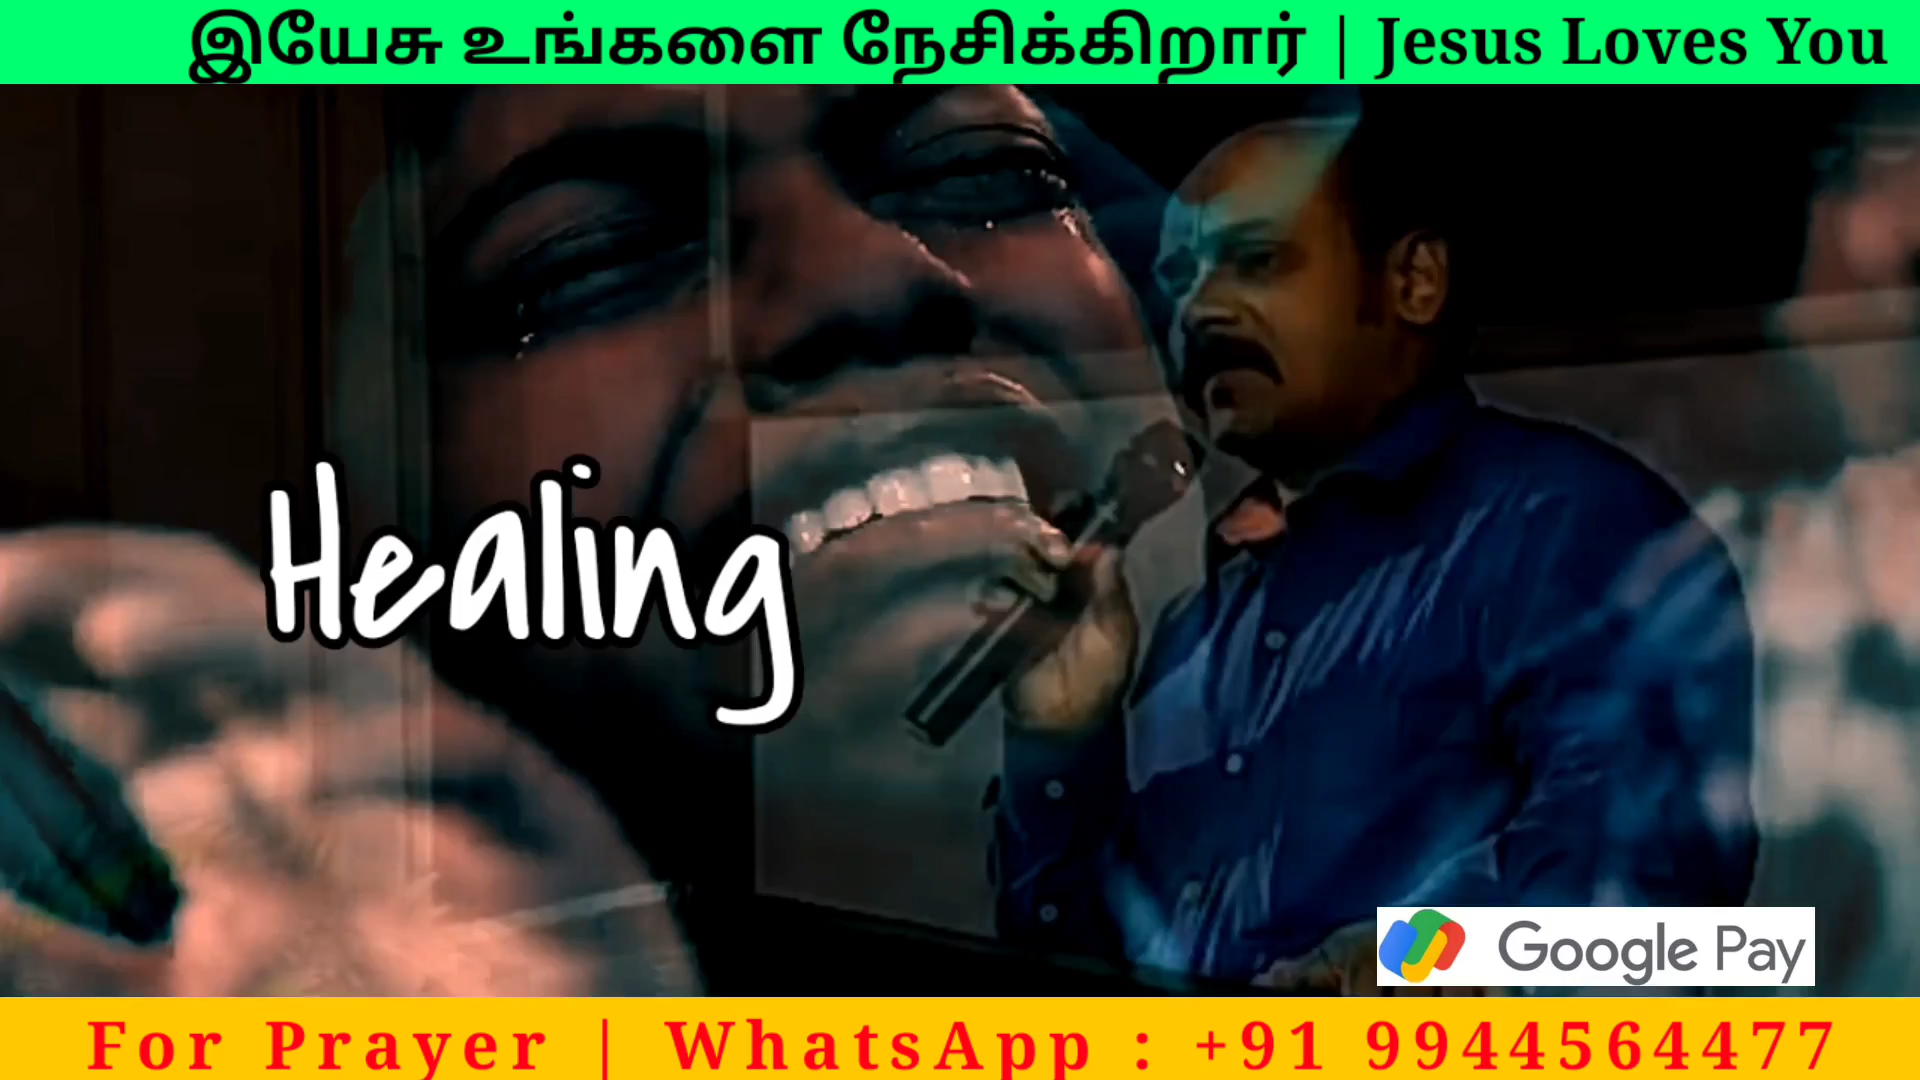 இயேசு உங்களை நேசிக்கிறார் | Jesus Loves You
Healing
Google Pay
For Prayer | WhatsApp : +91 9944564477